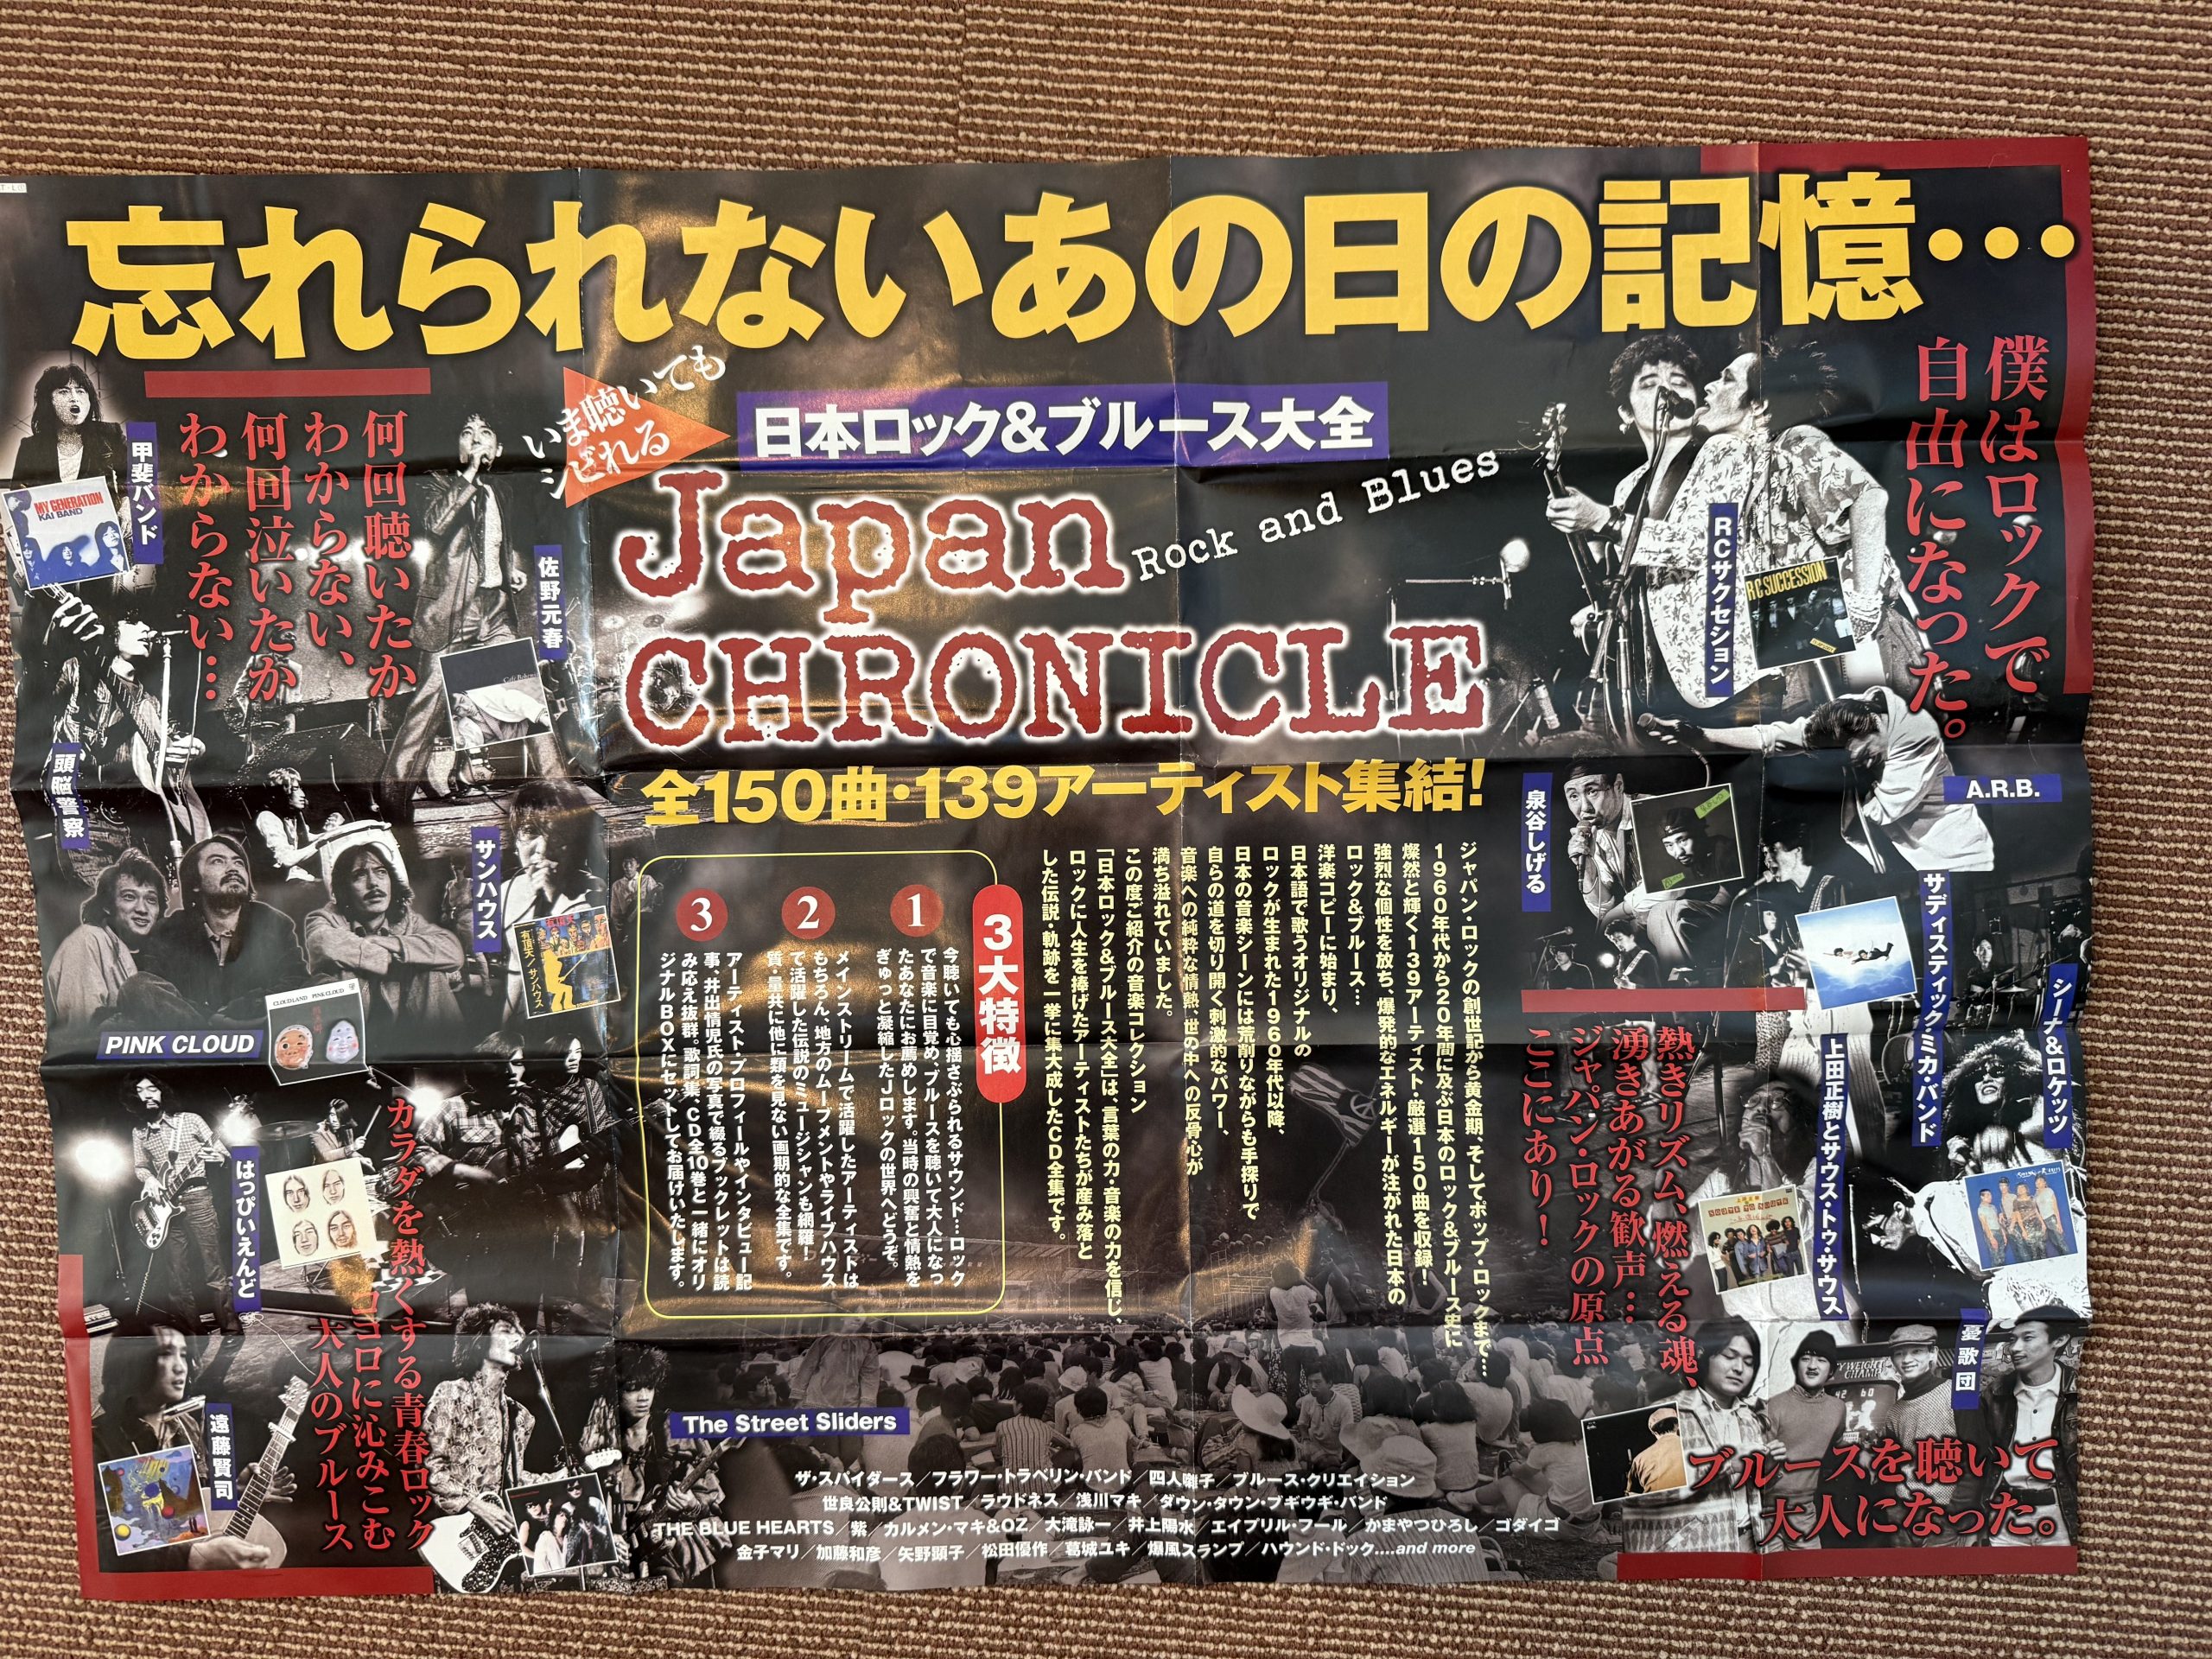 忘れられないあの日の記憶…
いま聴いても
シビれる
日本ロック&ブルース大全
Japan
Rock and Blues
CHRONICLE
全150曲・139アーティスト集結!
僕はロックで
自由になった。
何回聴いたか
わからない、
何回泣いたか
わからない…
甲斐バンド
MY GENERATION
KAI BAND
佐野元春
Cafe Bohemia
頭脳警察
サンハウス
有頂天/サンハウス
PINK CLOUD
CLOUDLAND PINK CLOUD
はっぴいえんど
遠藤賢司
カラダを熱くする青春ロック
ココロに沁みこむ
大人のブルース
The Street Sliders
RCサクセション
RC SUCCESSION
A.R.B.
泉谷しげる
サディスティック・ミカ・バンド
シーナ&ロケッツ
上田正樹とサウス・トゥ・サウス
憂歌団
熱きリズム、燃える魂、
湧きあがる歓声…
ジャパン・ロックの原点
ここにあり!
ブルースを聴いて
大人になった。
ジャパン・ロックの創世記から黄金期、そしてポップ・ロックまで…
1960年代から20年間に及ぶ日本のロック&ブルース史に
燦然と輝く139アーティスト・厳選150曲を収録!
強烈な個性を放ち、爆発的なエネルギーが注がれた日本の
ロック&ブルース…
洋楽コピーに始まり、
日本語で歌うオリジナルの
ロックが生まれた1960年代以降、
日本の音楽シーンには荒削りながらも手探りで
自らの道を切り開く刺激的なパワー、
音楽への純粋な情熱、世の中への反骨心が
満ち溢れていました。
この度ご紹介の音楽コレクション
「日本ロック&ブルース大全」は、言葉の力・音楽の力を信じ、
ロックに人生を捧げたアーティストたちが産み落と
した伝説・軌跡を一挙に集大成したCD全集です。
3大特徴
1
今聴いても心揺さぶられるサウンド…ロック
で音楽に目覚め、ブルースを聴いて大人になっ
たあなたにお薦めします。当時の興奮と情熱を
ぎゅっと凝縮したJロックの世界へどうぞ。
2
メインストリームで活躍したアーティストは
もちろん、地方のムーブメントやライブハウス
で活躍した伝説のミュージシャンも網羅!
質・量共に他に類を見ない画期的な全集です。
3
アーティスト・プロフィールやインタビュー記
事、井出情児氏の写真で綴るブックレットは読
み応え抜群。歌詞集、CD全10巻と一緒にオリ
ジナルBOXにセットしてお届けいたします。
ザ・スパイダース/フラワー・トラベリン・バンド/四人囃子/ブルース・クリエイション
世良公則&TWIST/ラウドネス/浅川マキ/ダウン・タウン・ブギウギ・バンド
THE BLUE HEARTS/紫/カルメン・マキ&OZ/大滝詠一/井上陽水/エイプリル・フール/かまやつひろし/ゴダイゴ
金子マリ/加藤和彦/矢野顕子/松田優作/葛城ユキ/爆風スランプ/ハウンド・ドック....and more